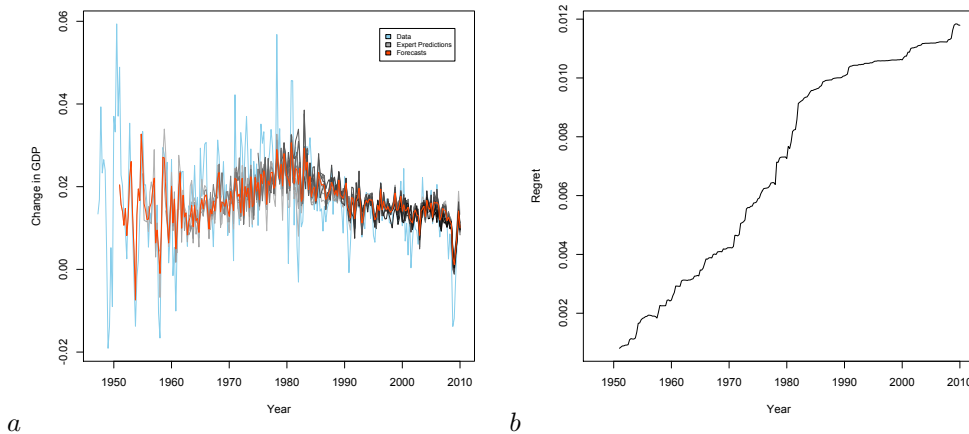 0.06
0.04
0.02
0.00
-0.02
Change in GDP
Data
Expert Predictions
Forecasts
1950 1960 1970 1980 1990 2000 2010
Year
a
0.012
0.010
0.008
0.006
0.004
0.002
Regret
1950 1960 1970 1980 1990 2000 2010
Year
b